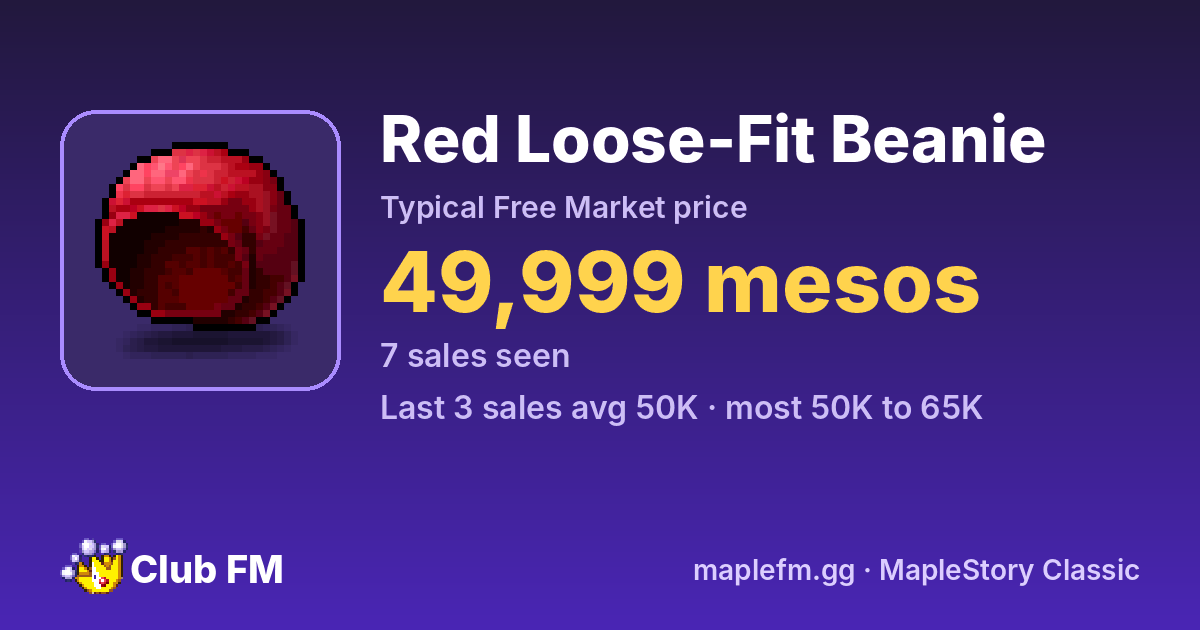 Red Loose-Fit Beanie
Typical Free Market price
49,999 mesos
7 sales seen
Last 3 sales avg 50K · most 50K to 65K
Club FM
maplefm.gg · MapleStory Classic